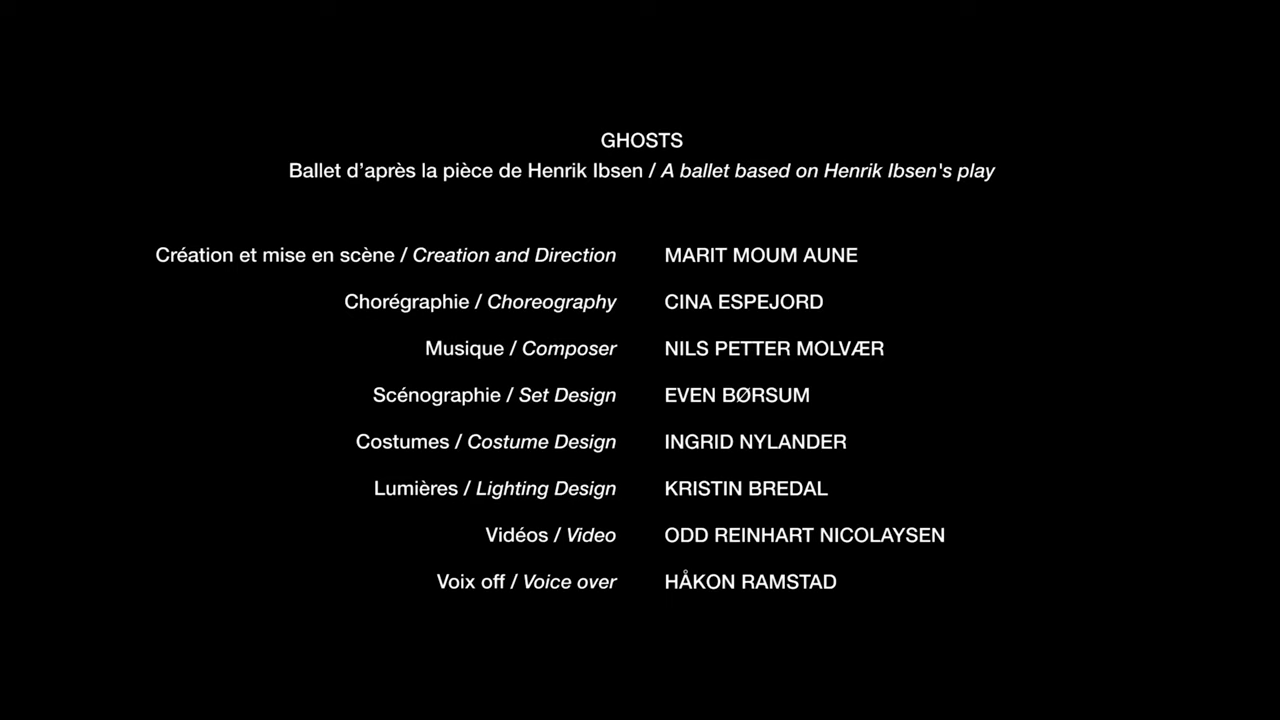 GHOSTS
Ballet d’après la pièce de Henrik Ibsen / A ballet based on Henrik Ibsen's play
Création et mise en scène / Creation and Direction MARIT MOUM AUNE
Chorégraphie / Choreography CINA ESPEJORD
Musique / Composer NILS PETTER MOLVÆR
Scénographie / Set Design EVEN BØRSUM
Costumes / Costume Design INGRID NYLANDER
Lumières / Lighting Design KRISTIN BREDAL
Vidéos / Video ODD REINHART NICOLAYSEN
Voix off / Voice over HÅKON RAMSTAD